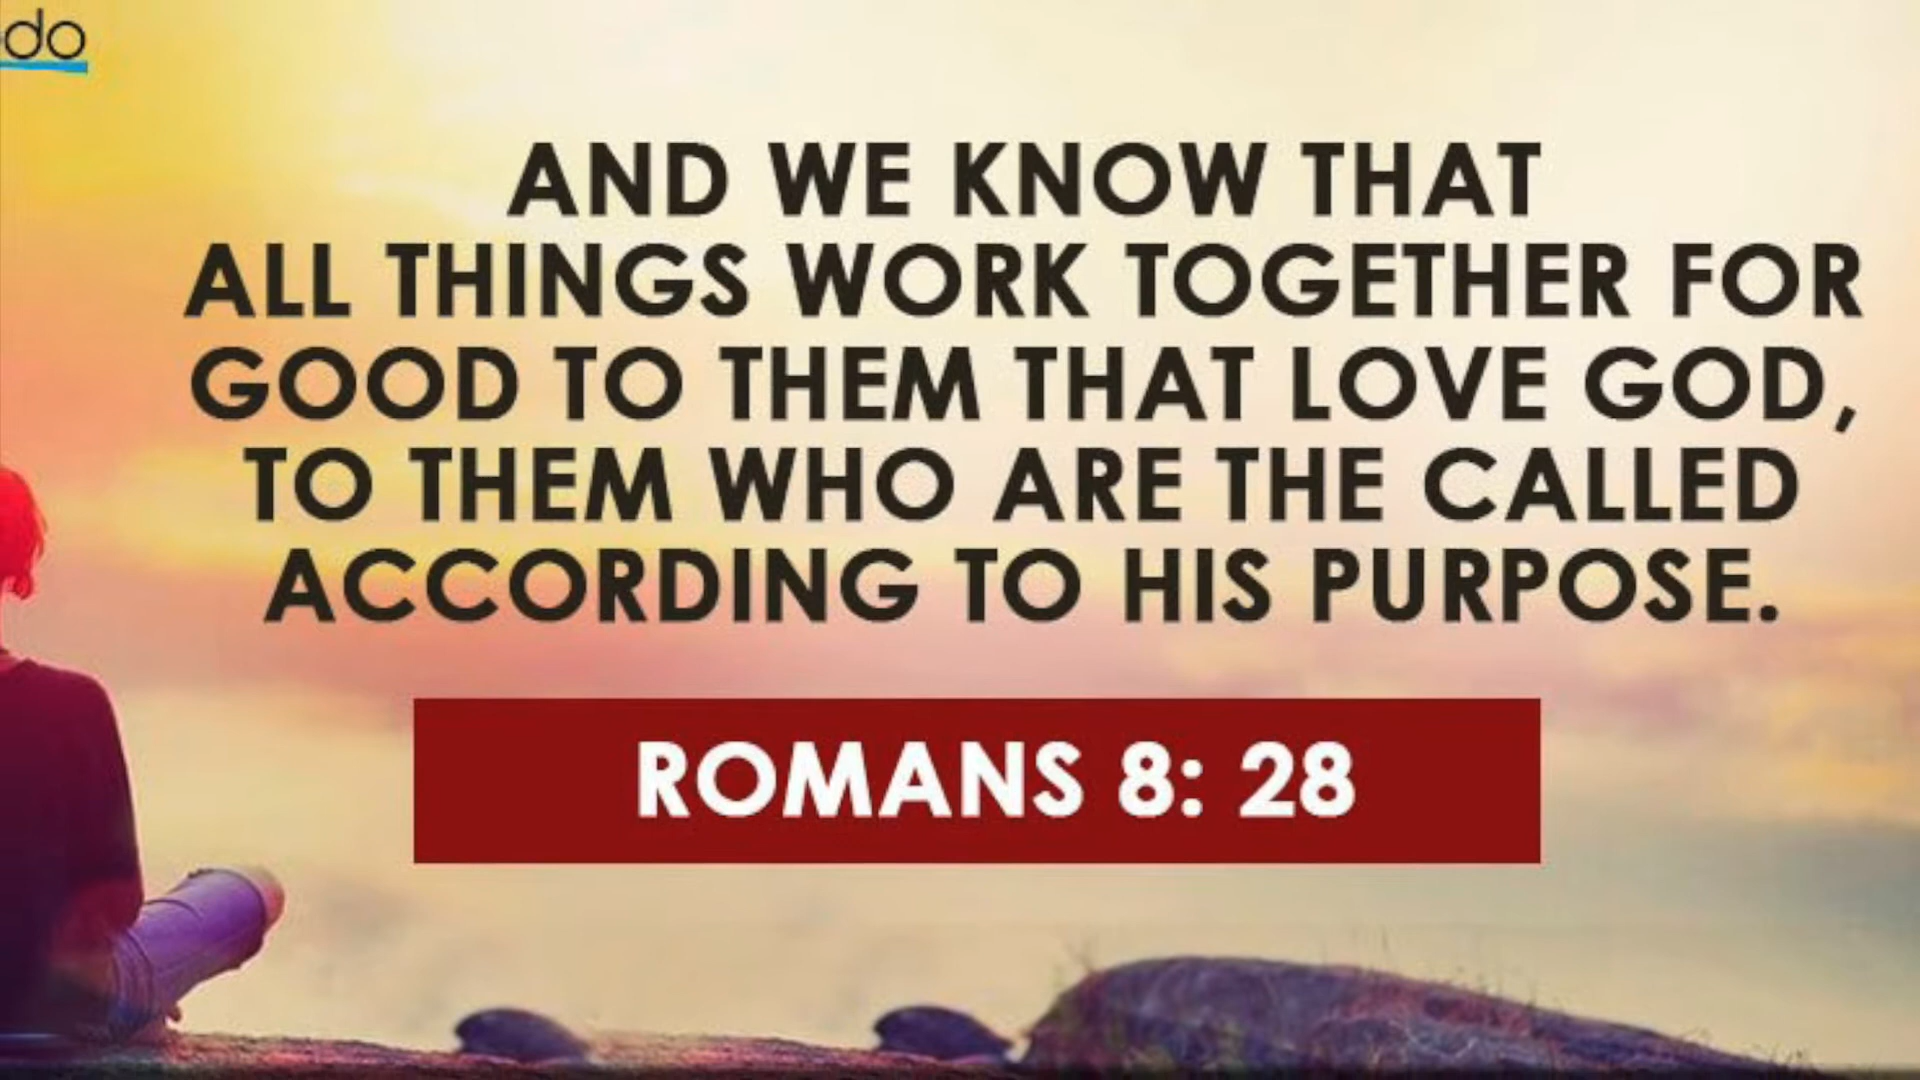 do
AND WE KNOW THAT
ALL THINGS WORK TOGETHER FOR
GOOD TO THEM THAT LOVE GOD,
TO THEM WHO ARE THE CALLED
ACCORDING TO HIS PURPOSE.
ROMANS 8: 28